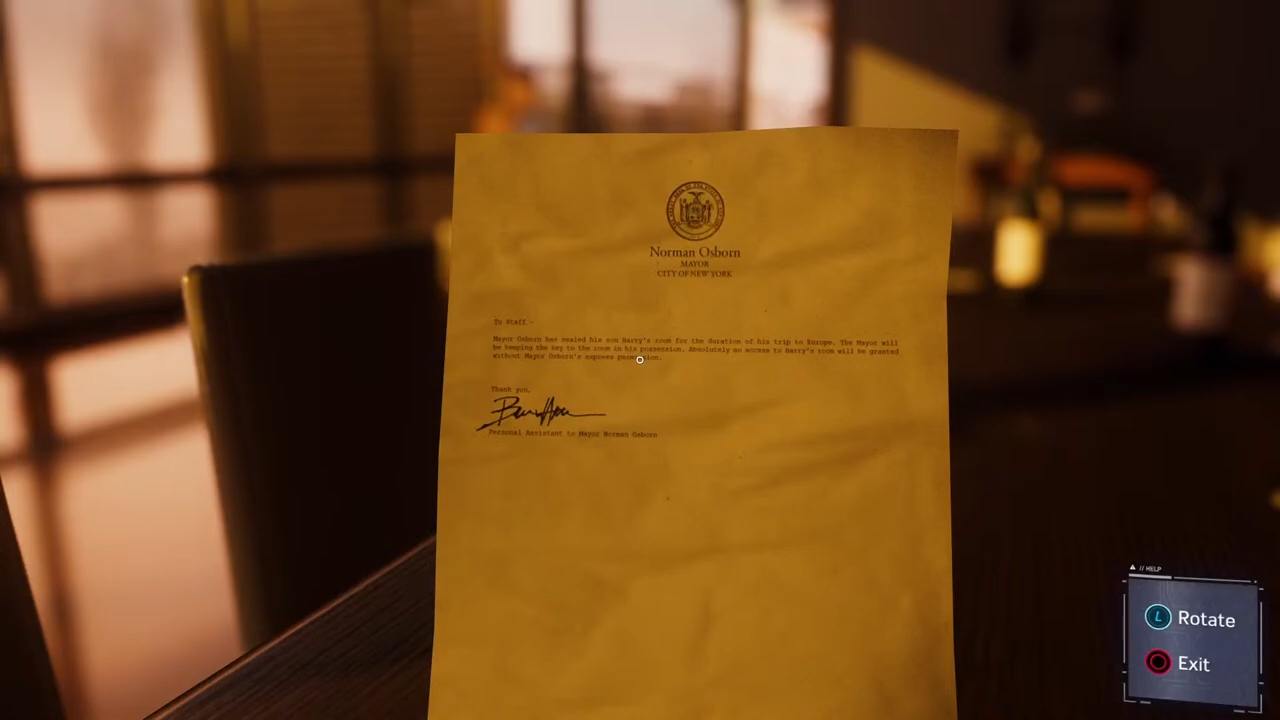 Norman Osborn
MAYOR
CITY OF NEW YORK
To Staff-
Mayor Osborn has sealed his son Harry's room for the duration of his trip to Europe. The Mayor will
be keeping the key to the room in his possession. Absolutely no access to Harry's room will be granted
without Mayor Osborn's express permission.
Thank you,
Personal Assistant to Mayor Norman Osborn
// HELP
L Rotate
Exit